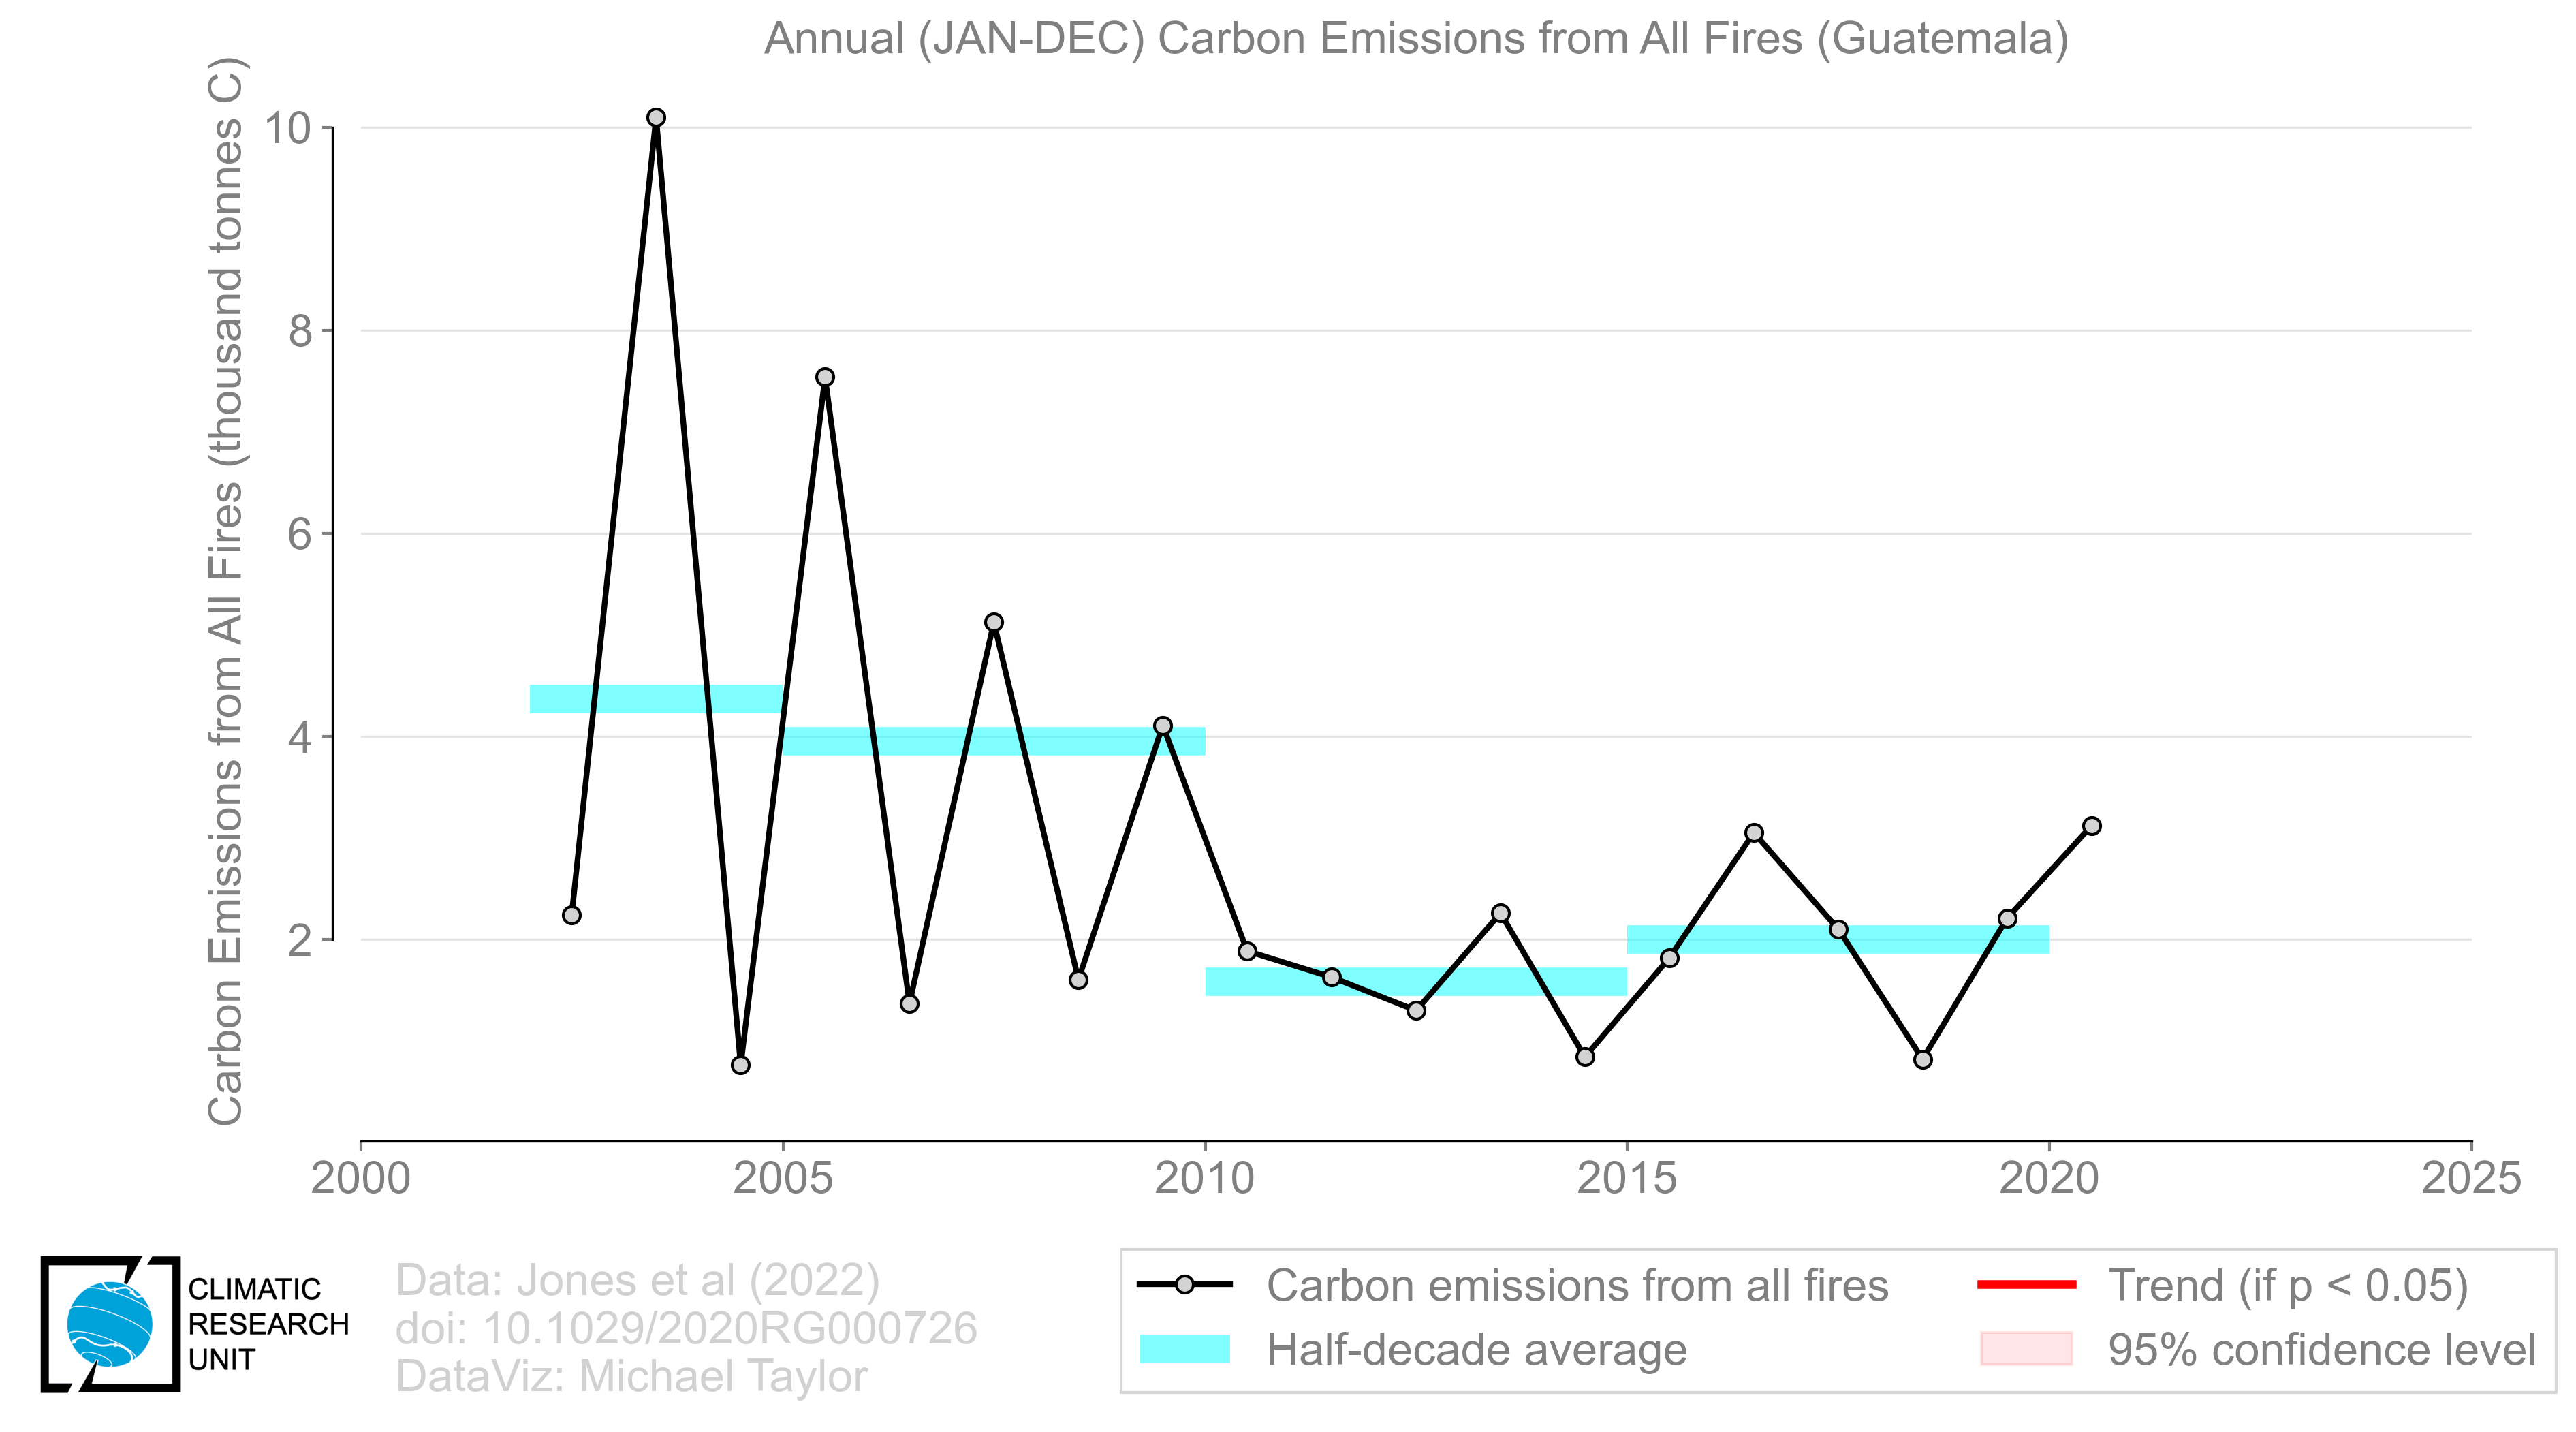 Annual (JAN-DEC) Carbon Emissions from All Fires (Guatemala)
Carbon Emissions from All Fires (thousand tonnes C)
10
8
6
4
2
2000 2005 2010 2015 2020 2025
CLIMATIC
RESEARCH
UNIT
Data: Jones et al (2022)
doi: 10.1029/2020RG000726
DataViz: Michael Taylor
Carbon emissions from all fires
Half-decade average
Trend (if p < 0.05)
95% confidence level